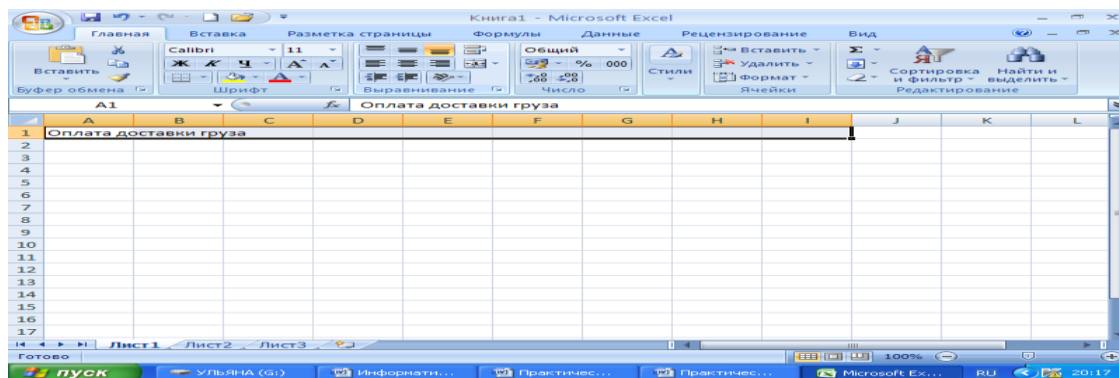 Книга1 - Microsoft Excel
Главная Вставка Разметка страницы Формулы Данные Рецензирование Вид
Вставить
Calibri 11
Ж К Ч
Общий
% 000
Стили
Вставить
Удалить
Формат
Σ
Сортировка и фильтр
Найти и выделить
Буфер обмена Шрифт Выравнивание Число Ячейки Редактирование
A1 fx Оплата доставки груза
A B C D E F G H I J K L
1 Оплата доставки груза
2
3
4
5
6
7
8
9
10
11
12
13
14
15
16
17
Лист1 Лист2 Лист3
Готово 100%
пуск УЛЬЯНА (G:) Информати... Практичес... Практичес... Microsoft Ex... RU 20:17